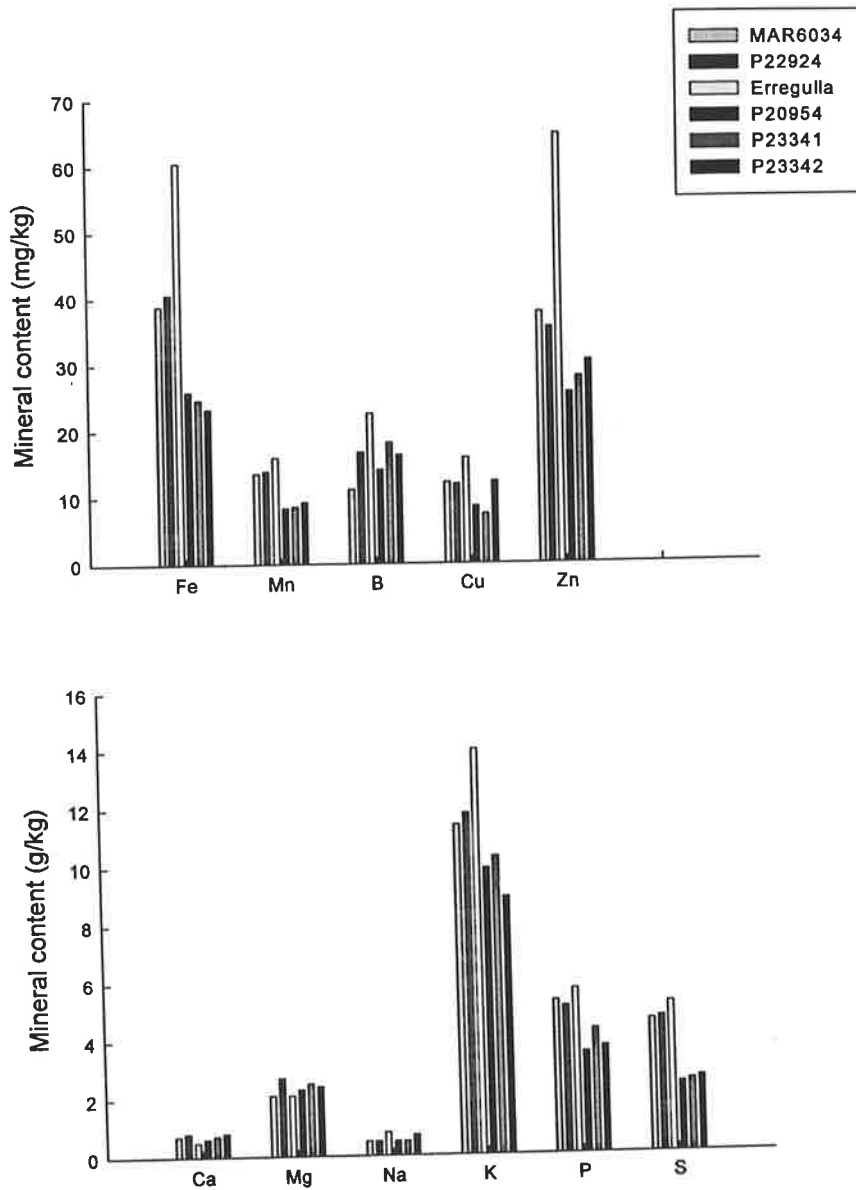 MAR6034
P22924
Erregulla
P20954
P23341
P23342
Mineral content (mg/kg)
70
60
50
40
30
20
10
0
Fe Mn B Cu Zn
Mineral content (g/kg)
16
14
12
10
8
6
4
2
0
Ca Mg Na K P S